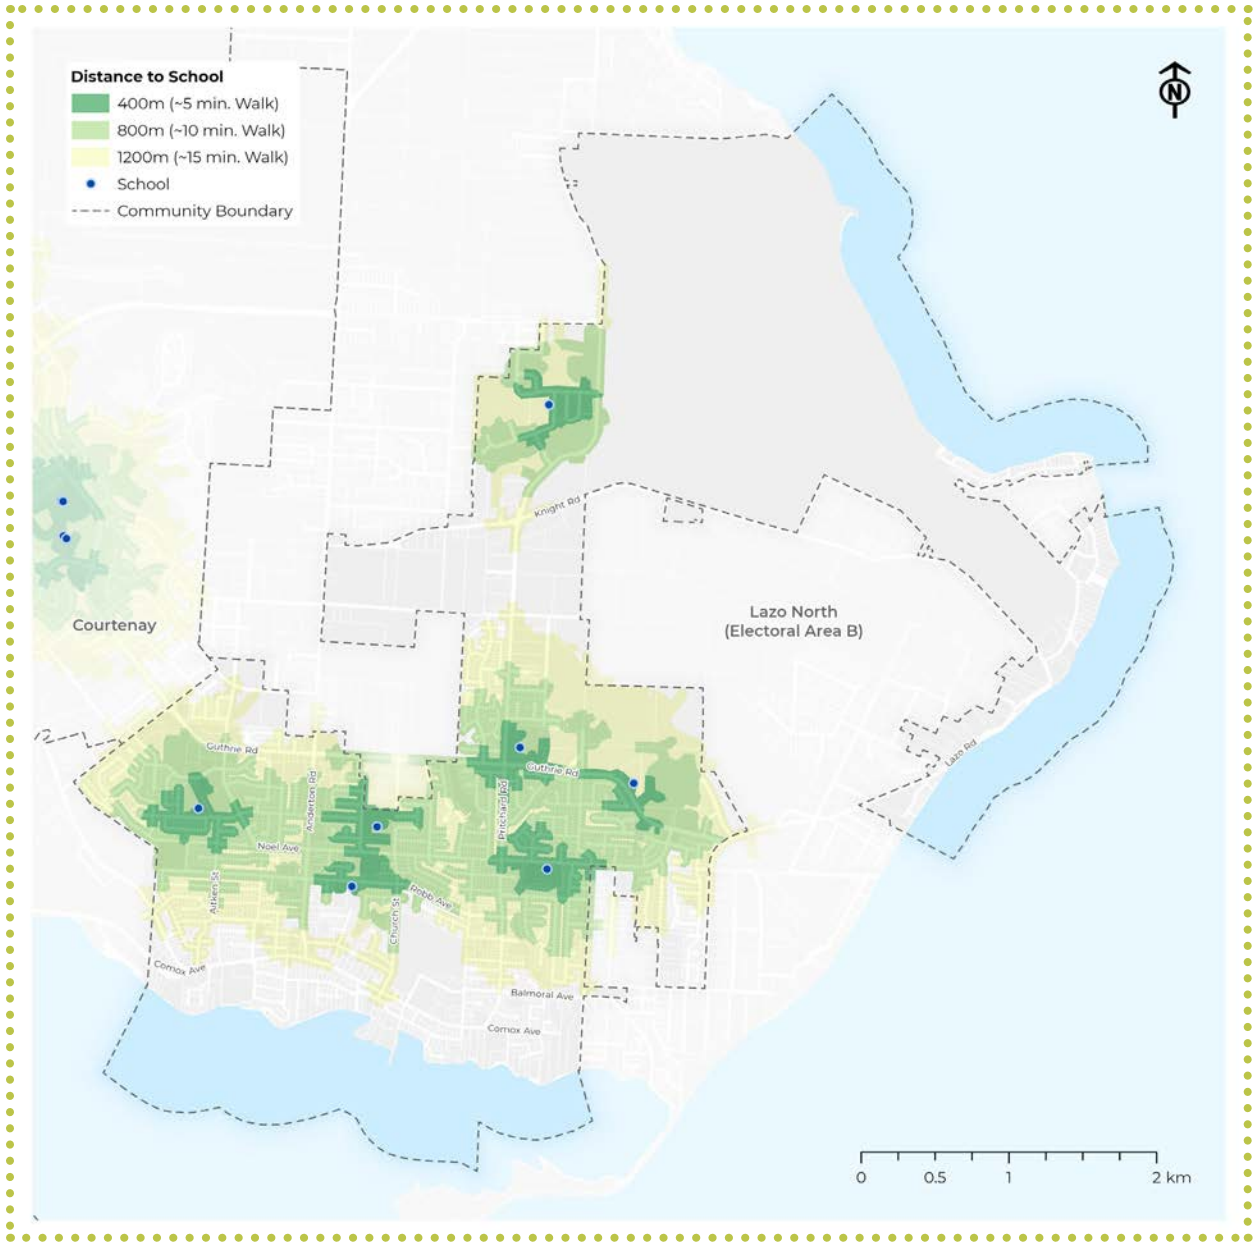 Distance to School
400m (~5 min. Walk)
800m (~10 min. Walk)
1200m (~15 min. Walk)
School
Community Boundary
N
Knight Rd
Courtenay
Lazo North
(Electoral Area B)
Guthrie Rd
Guthrie Rd
Lazo Rd
Anderton Rd
Pritchard Rd
Noel Ave
Aitken St
Robb Ave
Church St
Comox Ave
Balmoral Ave
Comox Ave
0 0.5 1 2 km